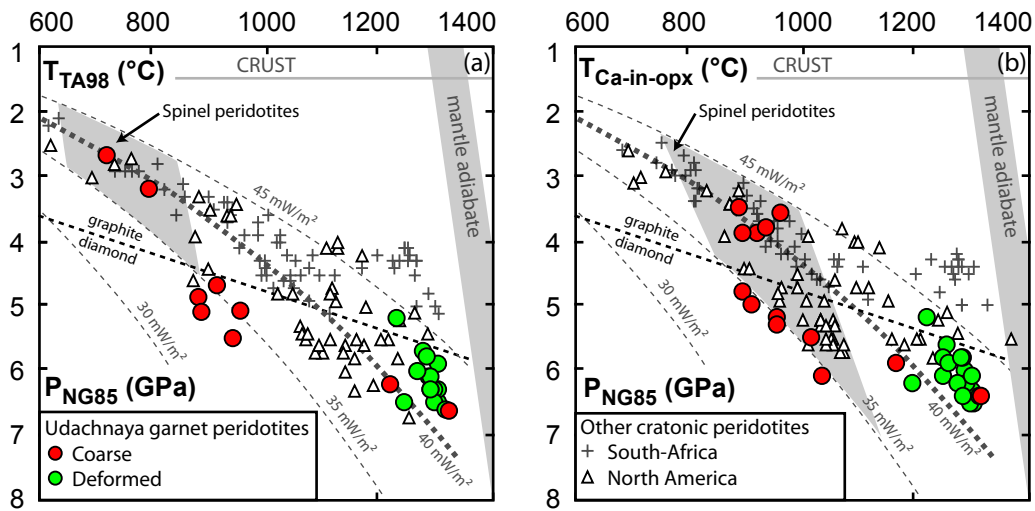 600 800 1000 1200 1400
600 800 1000 1200 1400
1
2
3
4
5
6
7
8
T_TA98 (°C)
CRUST
(a)
Spinel peridotites
mantle adiabate
45 mW/m²
graphite
diamond
30 mW/m²
35 mW/m²
40 mW/m²
P_NG85 (GPa)
Udachnaya garnet peridotites
Coarse
Deformed
1
2
3
4
5
6
7
8
T_Ca-in-opx (°C)
CRUST
(b)
Spinel peridotites
mantle adiabate
45 mW/m²
graphite
diamond
30 mW/m²
35 mW/m²
40 mW/m²
P_NG85 (GPa)
Other cratonic peridotites
South-Africa
North America